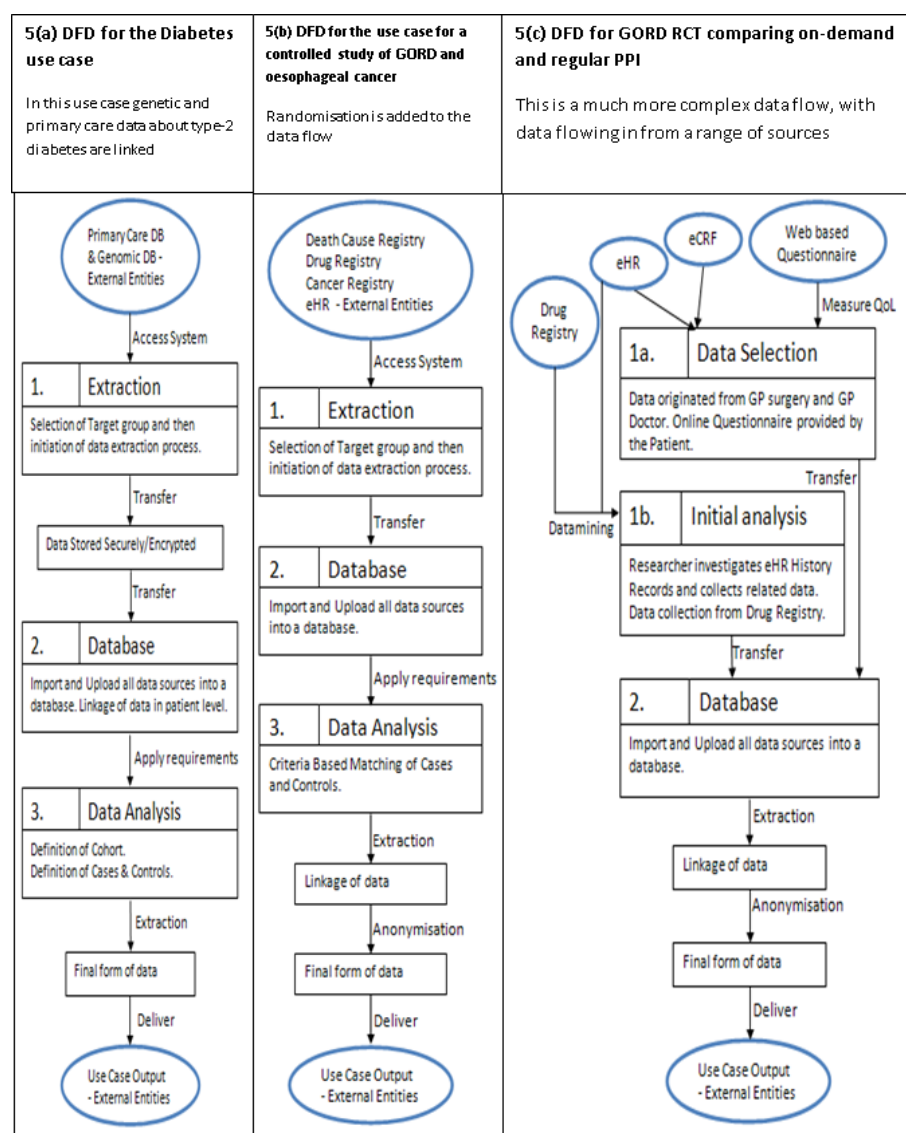 5(a) DFD for the Diabetes
use case
In this use case genetic and
primary care data about type-2
diabetes are linked
5(b) DFD for the use case for a
controlled study of GORD and
oesophageal cancer
Randomisation is added to the
data flow
5(c) DFD for GORD RCT comparing on-demand
and regular PPI
This is a much more complex data flow, with
data flowing in from a range of sources
Primary Care DB
& Genomic DB -
External Entities
Access System
1. Extraction
Selection of Target group and then
initiation of data extraction process.
Transfer
Data Stored Securely/Encrypted
Transfer
2. Database
Import and Upload all data sources into a
database. Linkage of data in patient level.
Apply requirements
3. Data Analysis
Definition of Cohort.
Definition of Cases & Controls.
Extraction
Final form of data
Deliver
Use Case Output
- External Entities
Death Cause Registry
Drug Registry
Cancer Registry
eHR - External Entities
Access System
1. Extraction
Selection of Target group and then
initiation of data extraction process.
Transfer
2. Database
Import and Upload all data sources
into a database.
Apply requirements
3. Data Analysis
Criteria Based Matching of Cases
and Controls.
Extraction
Linkage of data
Anonymisation
Final form of data
Deliver
Use Case Output
- External Entities
Drug
Registry
eHR
eCRF
Web based
Questionnaire
Measure QoL
1a. Data Selection
Data originated from GP surgery and GP
Doctor. Online Questionnaire provided by
the Patient.
Transfer
Datamining
1b. Initial analysis
Researcher investigates eHR History
Records and collects related data.
Data collection from Drug Registry.
Transfer
2. Database
Import and Upload all data sources into a
database.
Extraction
Linkage of data
Anonymisation
Final form of data
Deliver
Use Case Output
- External Entities